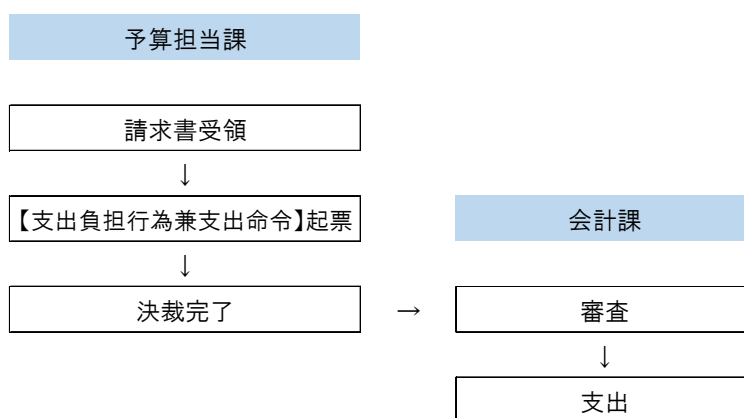 予算担当課
請求書受領
↓
【支出負担行為兼支出命令】起票
会計課
↓
決裁完了
→
審査
↓
支出